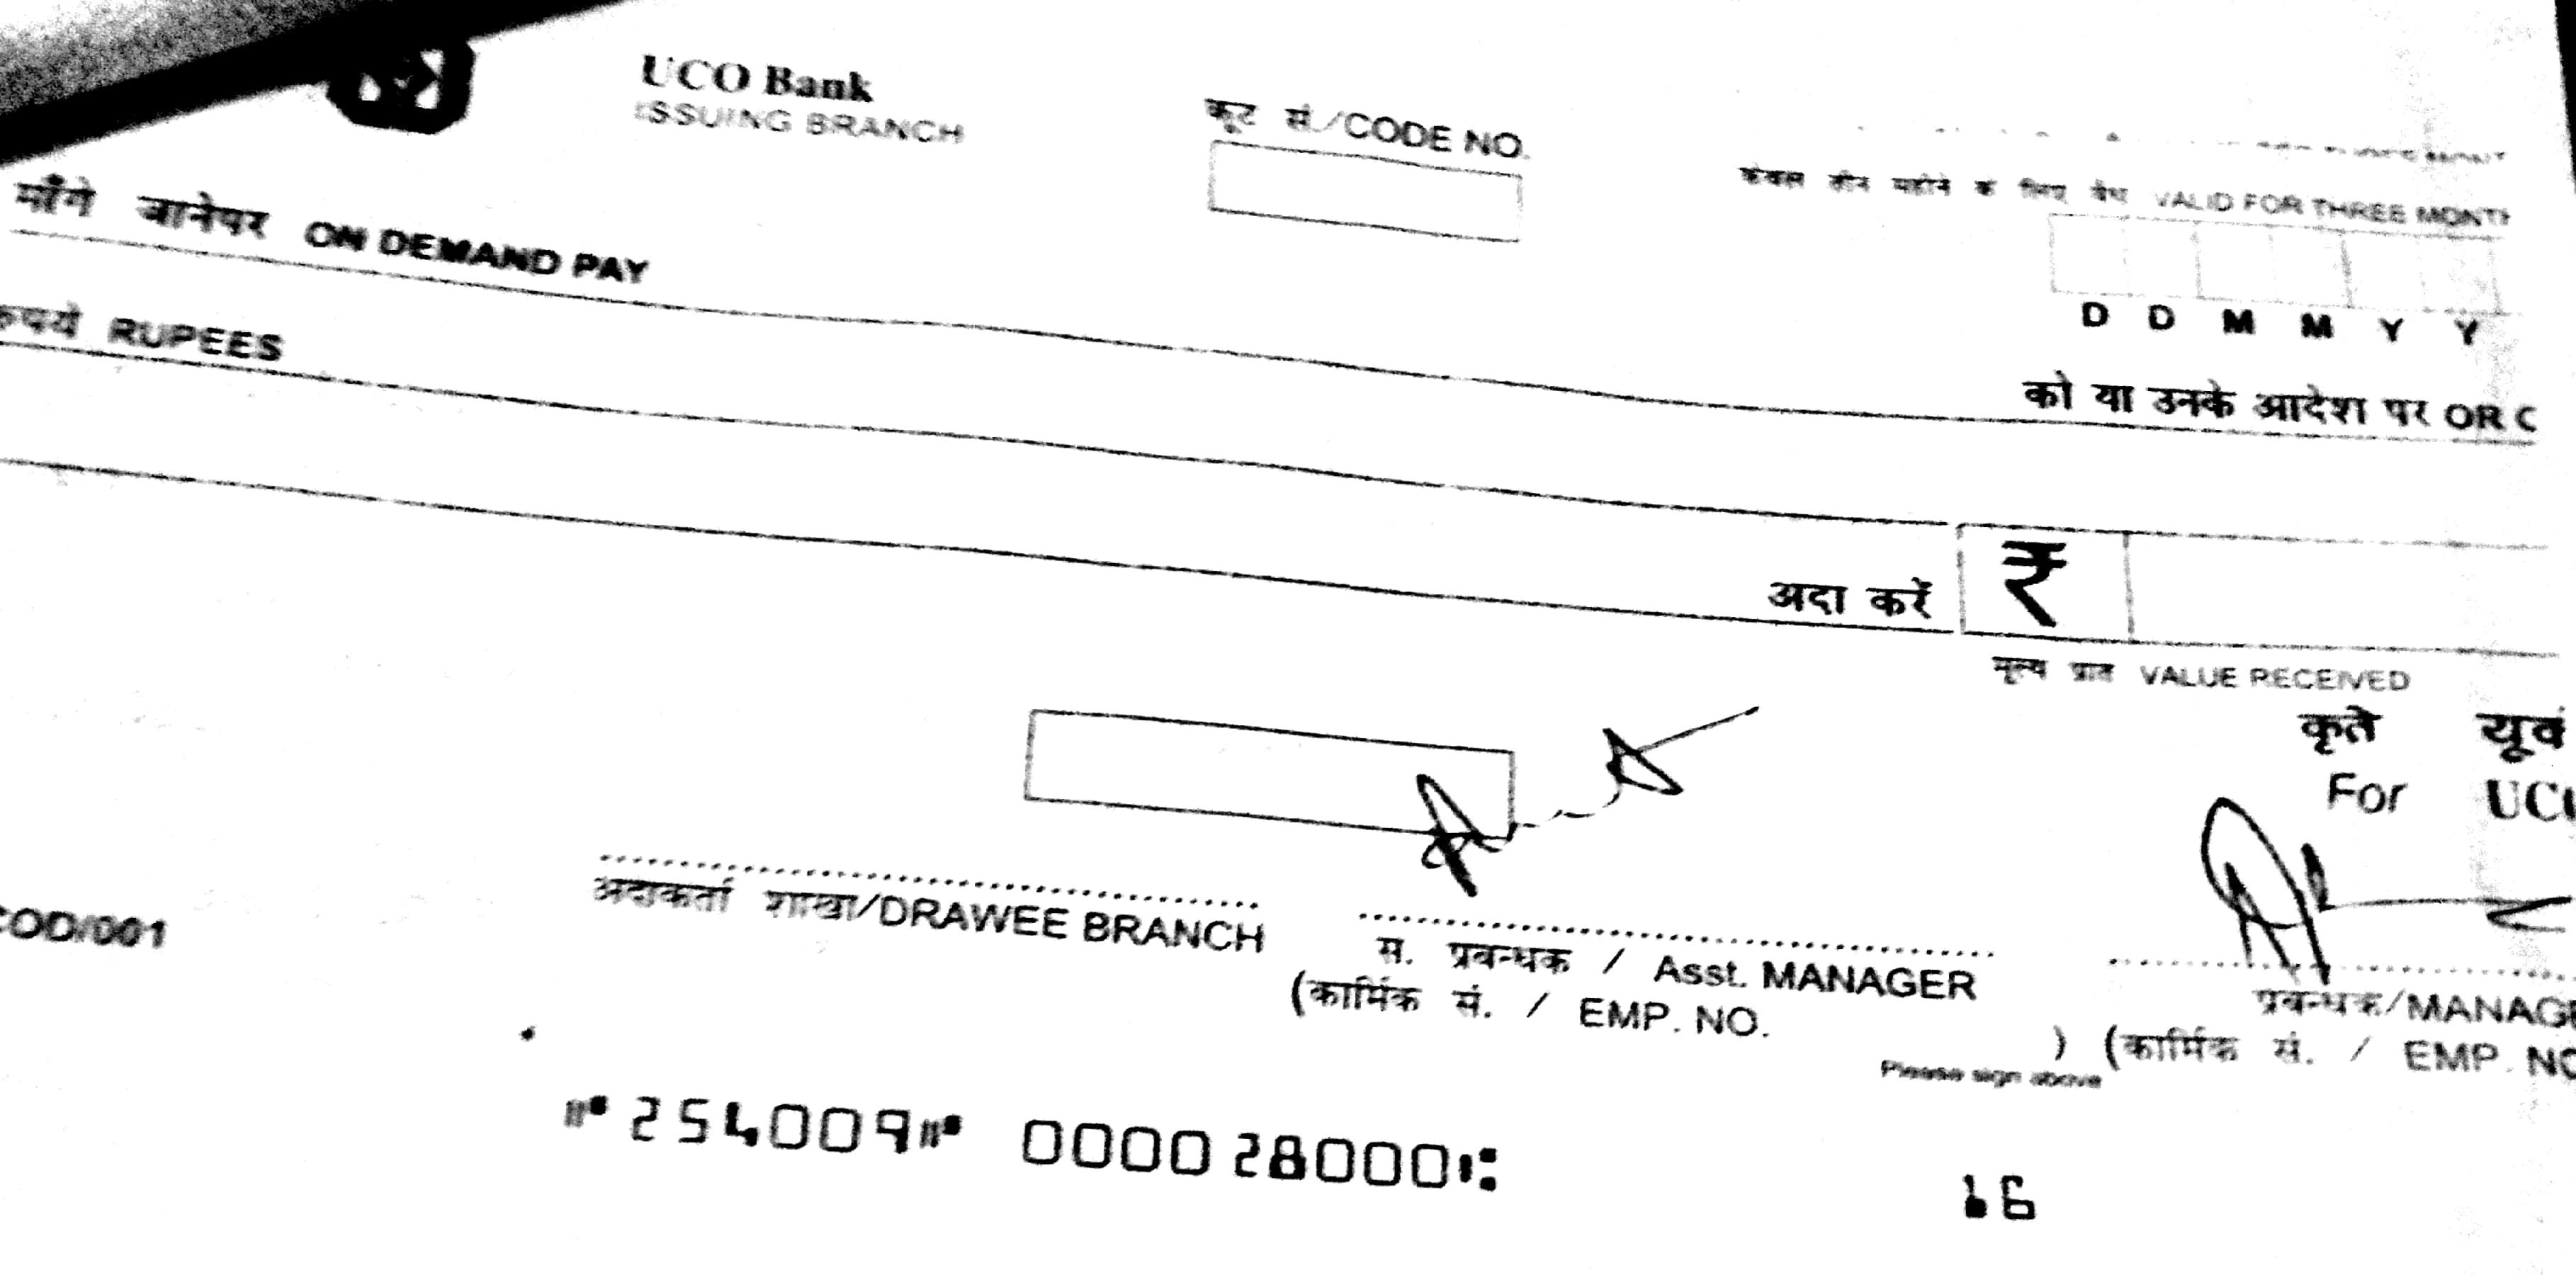 UCO Bank
ISSUING BRANCH
कूट सं./CODE NO.
केवल तीन महीने के लिए वैध VALID FOR THREE MONTH
माँगे जानेपर ON DEMAND PAY
D D M M Y Y
को या उनके आदेश पर OR
रुपये RUPEES
अदा करें ₹
मूल्य प्राप्त VALUE RECEIVED
कृते
For
अदाकर्ता शाखा/DRAWEE BRANCH
स. प्रबन्धक / Asst. MANAGER
प्रबन्धक/MANAGE
(कार्मिक सं. / EMP. NO. )
(कार्मिक सं. / EMP. NO
Please sign above
COD/001
⑈254009⑈ 000028000⑆ 16